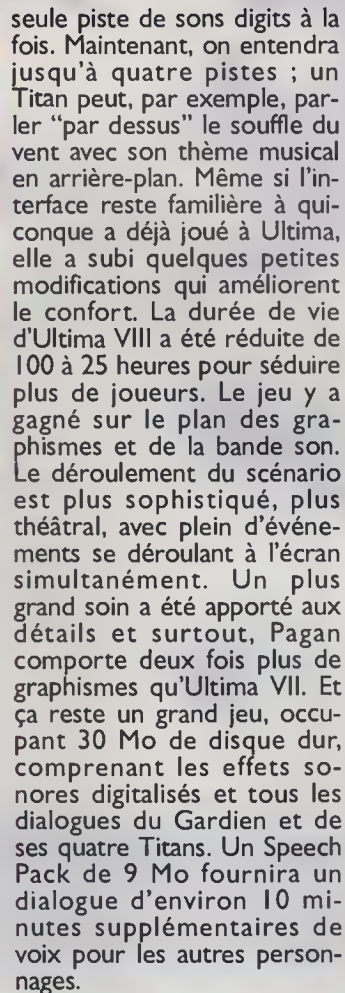 seule piste de sons digits à la
fois. Maintenant, on entendra
jusqu'à quatre pistes ; un
Titan peut, par exemple, par-
ler "par dessus" le souffle du
vent avec son thème musical
en arrière-plan. Même si l'in-
terface reste familière à qui-
conque a déjà joué à Ultima,
elle a subi quelques petites
modifications qui améliorent
le confort. La durée de vie
d'Ultima VIII a été réduite de
100 à 25 heures pour séduire
plus de joueurs. Le jeu y a
gagné sur le plan des gra-
phismes et de la bande son.
Le déroulement du scénario
est plus sophistiqué, plus
théâtral, avec plein d'événe-
ments se déroulant à l'écran
simultanément. Un plus
grand soin a été apporté aux
détails et surtout, Pagan
comporte deux fois plus de
graphismes qu'Ultima VII. Et
ça reste un grand jeu, occu-
pant 30 Mo de disque dur,
comprenant les effets so-
nores digitalisés et tous les
dialogues du Gardien et de
ses quatre Titans. Un Speech
Pack de 9 Mo fournira un
dialogue d'environ 10 mi-
nutes supplémentaires de
voix pour les autres person-
nages.